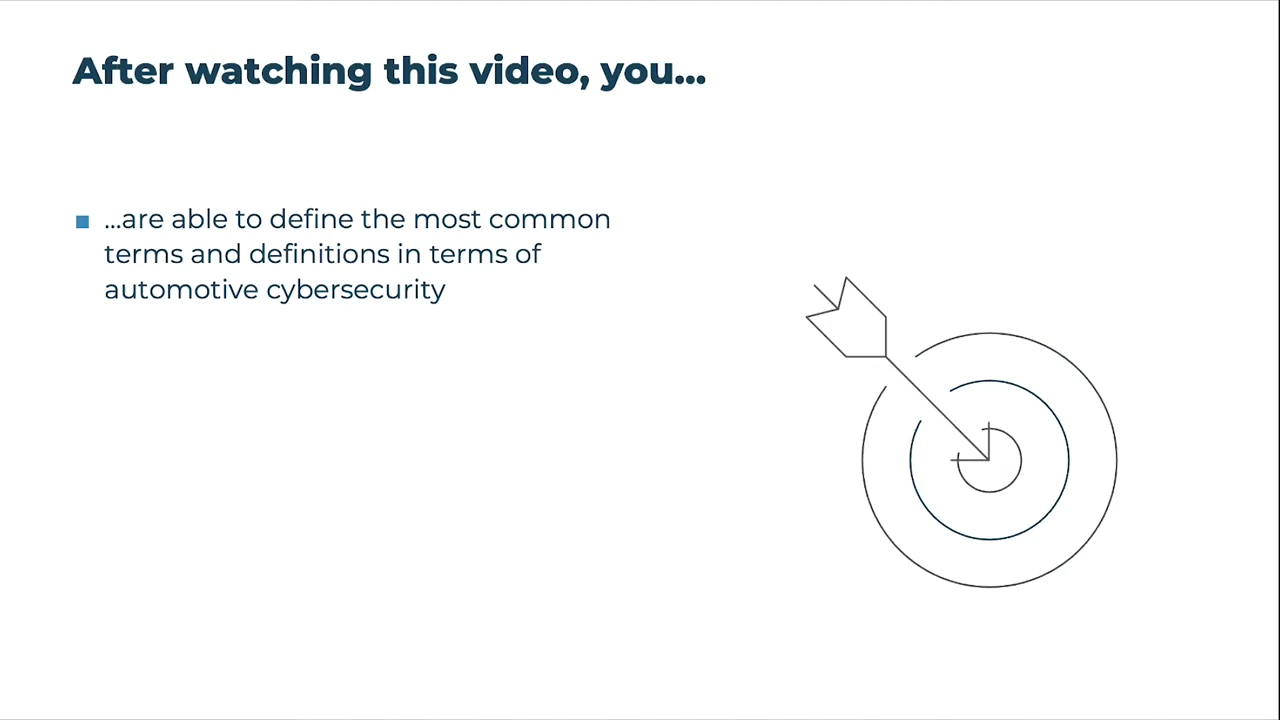 After watching this video, you...
...are able to define the most common
terms and definitions in terms of
automotive cybersecurity